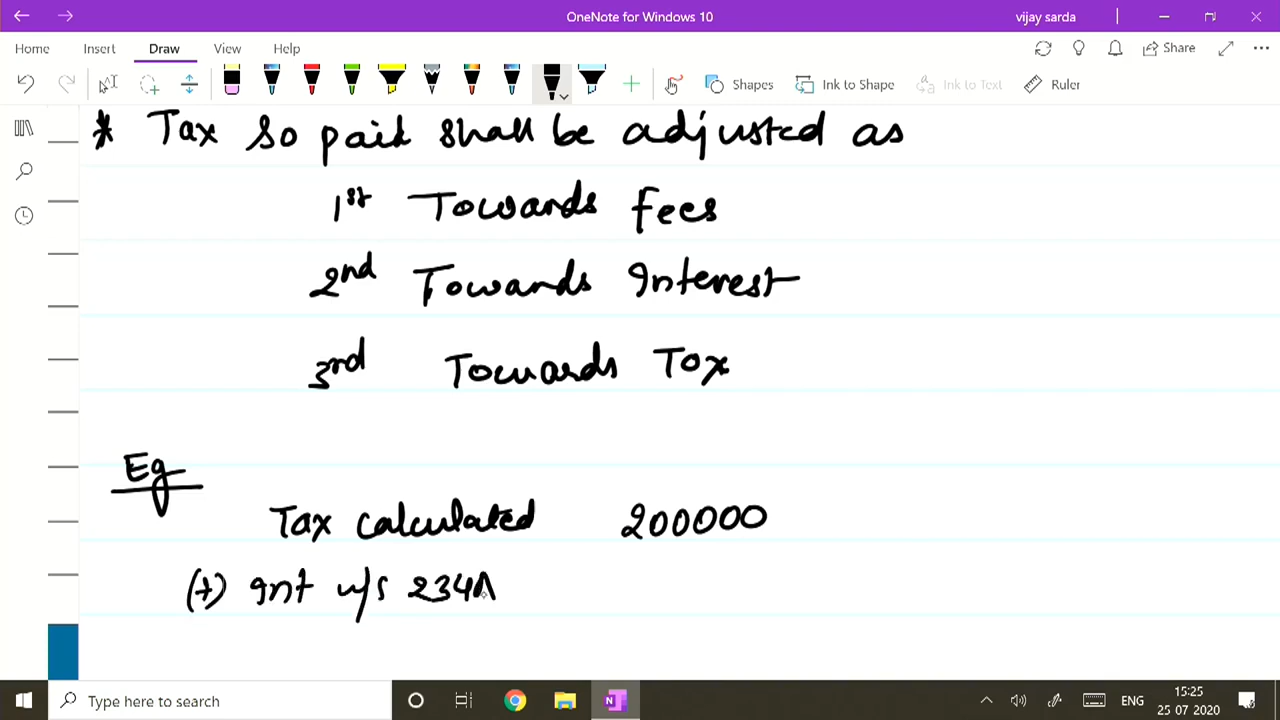 OneNote for Windows 10
vijay sarda
Home Insert Draw View Help
Share
Shapes Ink to Shape Ink to Text Ruler
* Tax so paid shall be adjusted as
1st Towards fees
2nd Towards Interest
3rd Towards Tax
Eg
Tax calculated 200000
(+) Int u/s 234A
Type here to search
ENG
15:25
25 07 2020